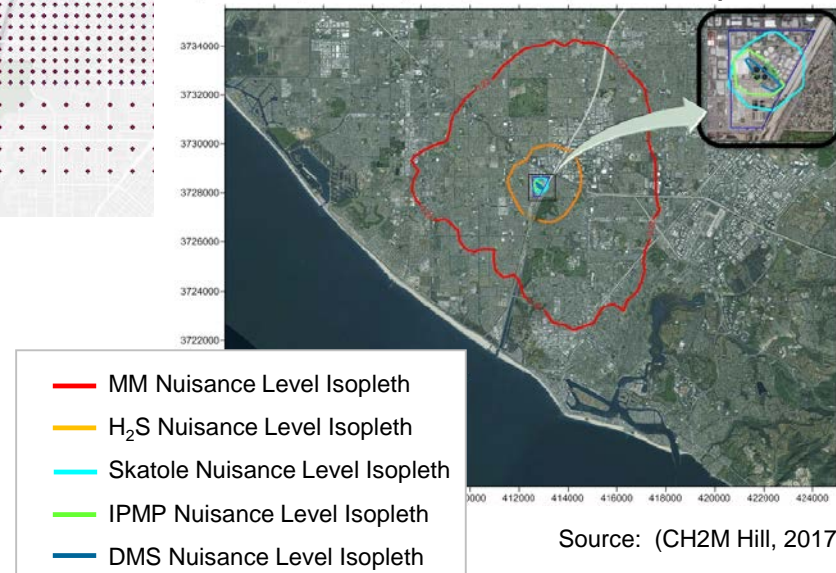 3734000
3732000
3730000
3728000
3726000
3724000
3722000
412000 414000 416000 418000 420000 422000 424000
MM Nuisance Level Isopleth
H₂S Nuisance Level Isopleth
Skatole Nuisance Level Isopleth
IPMP Nuisance Level Isopleth
DMS Nuisance Level Isopleth
Source: (CH2M Hill, 2017